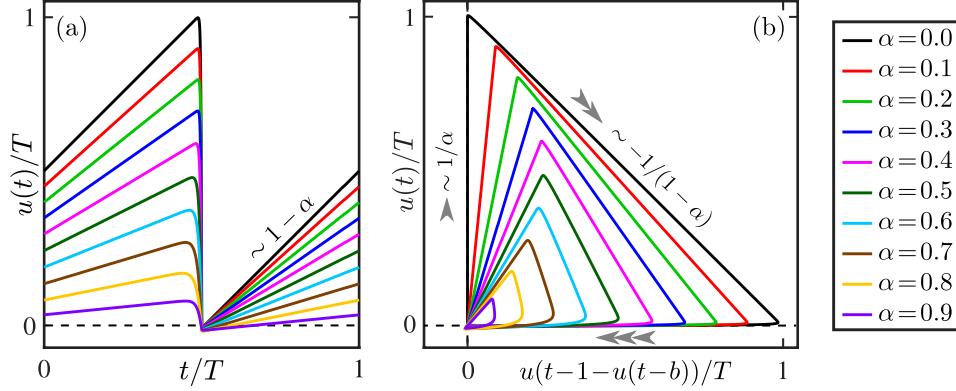 1
(a)
u(t)/T
~ 1 − α
0
0
t/T
1
1
(b)
u(t)/T
~ 1/α
~ −1/(1−α)
0
0
u(t−1−u(t−b))/T
1
α=0.0
α=0.1
α=0.2
α=0.3
α=0.4
α=0.5
α=0.6
α=0.7
α=0.8
α=0.9